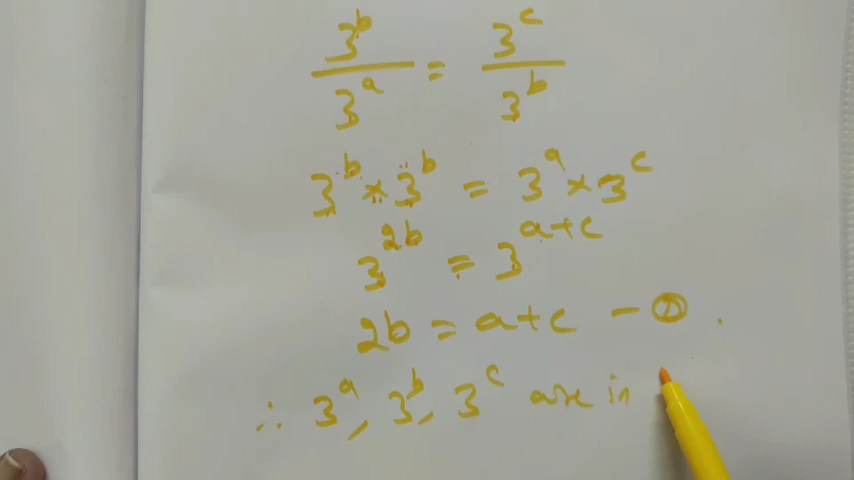 3^b / 3^a = 3^c / 3^b
3^b × 3^b = 3^a × 3^c
3^2b = 3^a+c
2b = a+c – ①
∴ 3^a, 3^b, 3^c are in